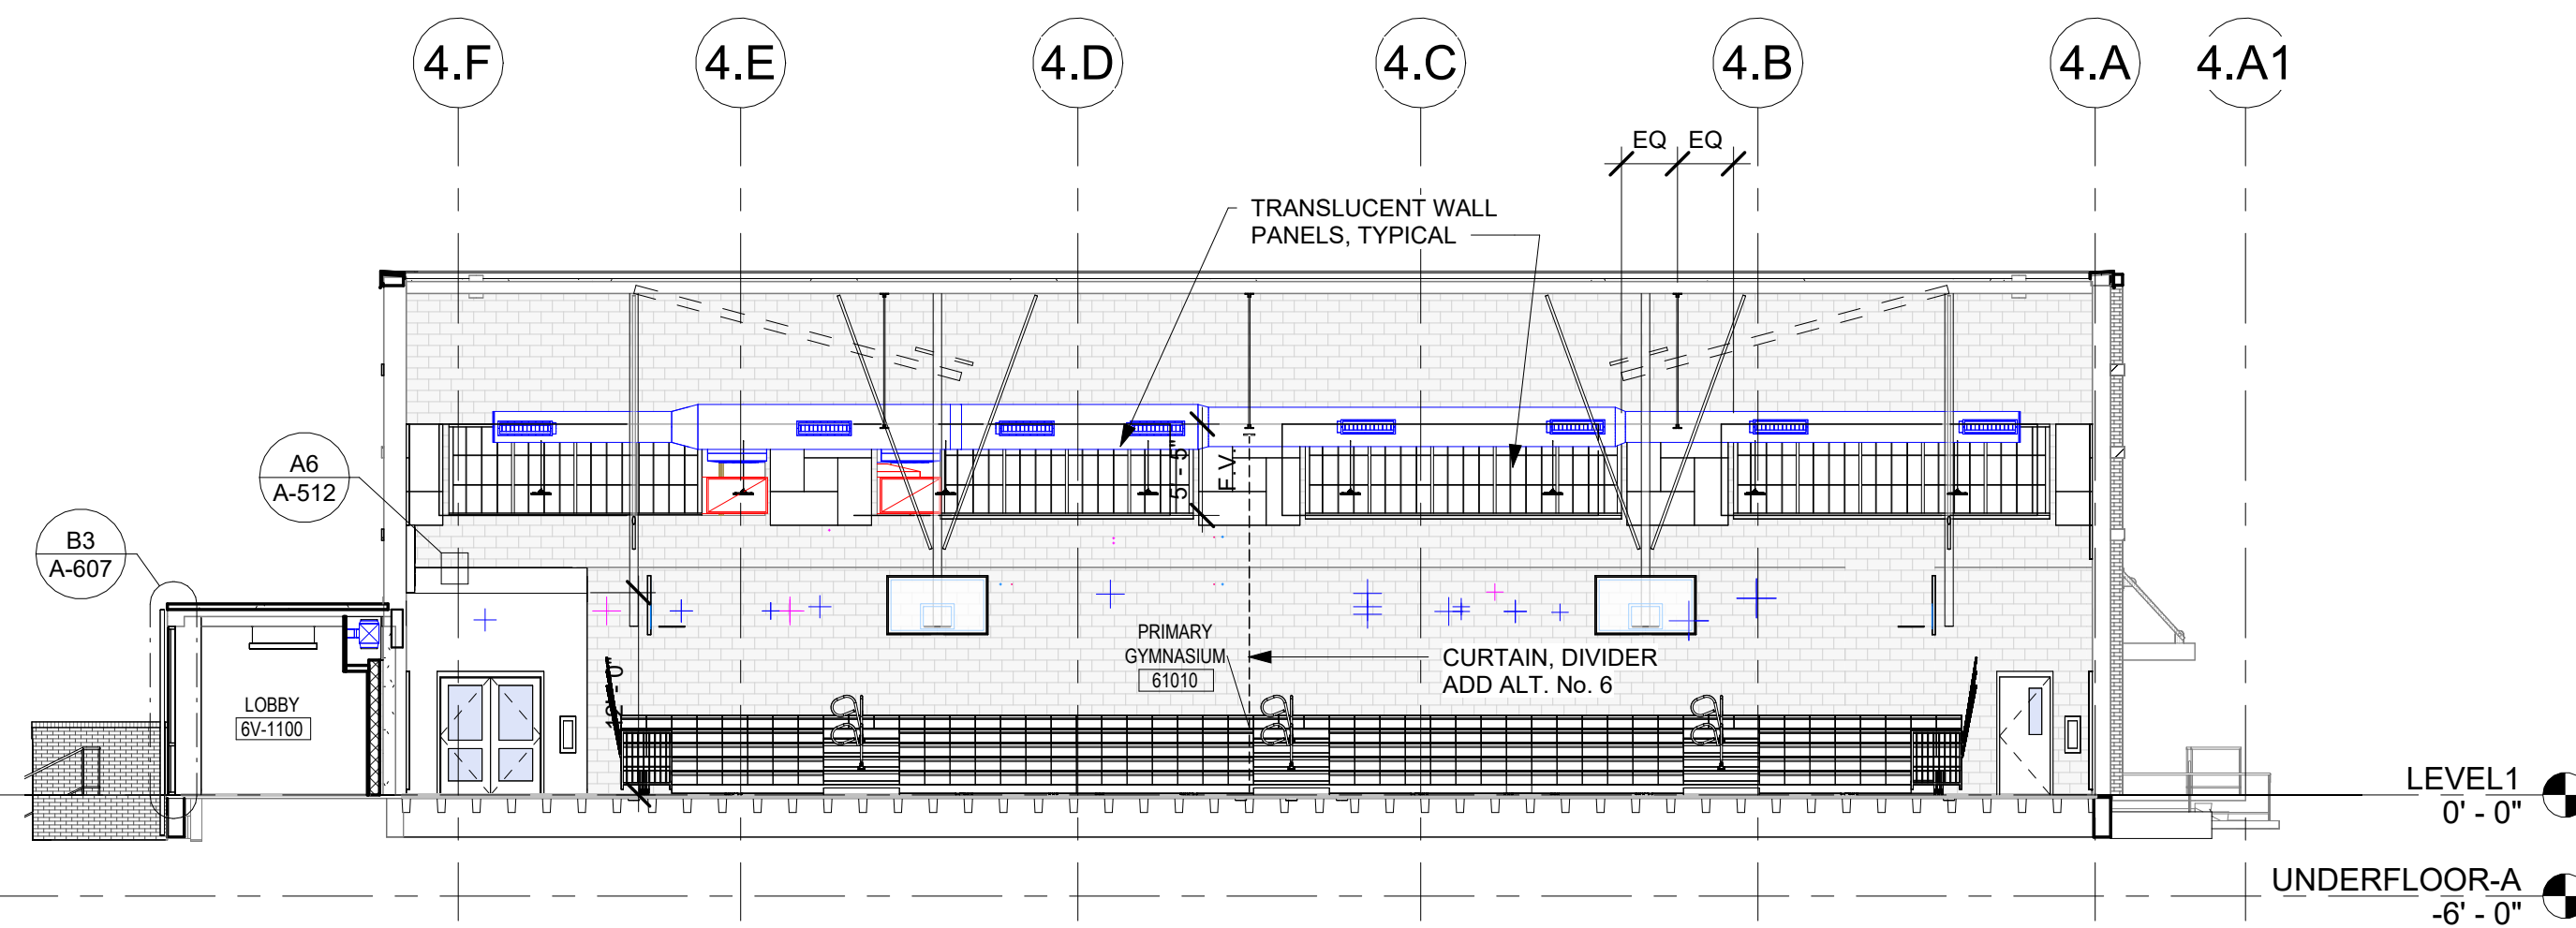 4.F
4.E
4.D
4.C
4.B
4.A
4.A1
EQ
EQ
TRANSLUCENT WALL
PANELS, TYPICAL
A6
A-512
B3
A-607
5' - 5"
F.V.
PRIMARY
GYMNASIUM
61010
CURTAIN, DIVIDER
ADD ALT. No. 6
LOBBY
6V-1100
LEVEL1
0' - 0"
UNDERFLOOR-A
-6' - 0"